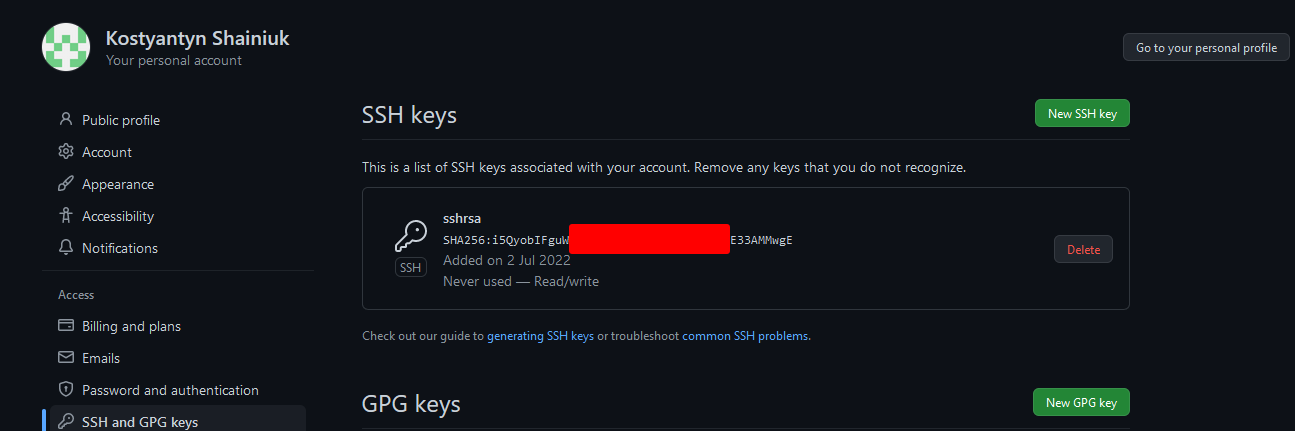 Kostyantyn Shainiuk
Your personal account
Go to your personal profile
Public profile
Account
Appearance
Accessibility
Notifications
Access
Billing and plans
Emails
Password and authentication
SSH and GPG keys
SSH keys
New SSH key
This is a list of SSH keys associated with your account. Remove any keys that you do not recognize.
sshrsa
SHA256:i5QyobIFguW E33AMMwgE
Added on 2 Jul 2022
Never used — Read/write
SSH
Delete
Check out our guide to generating SSH keys or troubleshoot common SSH problems.
GPG keys
New GPG key